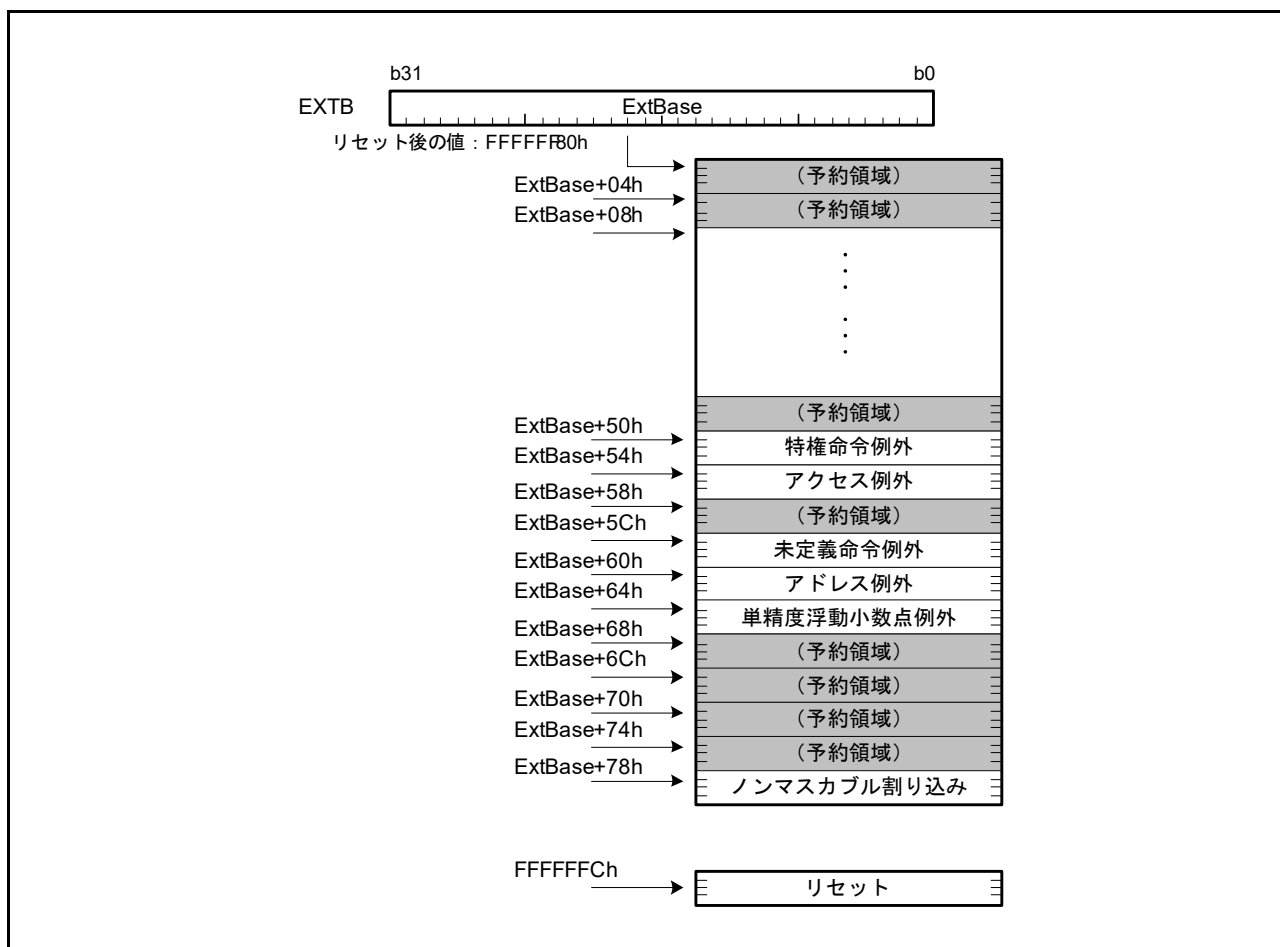 b31 b0
EXTB ExtBase
リセット後の値：FFFFFF80h
(予約領域)
ExtBase+04h
(予約領域)
ExtBase+08h
(予約領域)
ExtBase+50h
特権命令例外
ExtBase+54h
アクセス例外
ExtBase+58h
(予約領域)
ExtBase+5Ch
未定義命令例外
ExtBase+60h
アドレス例外
ExtBase+64h
単精度浮動小数点例外
ExtBase+68h
(予約領域)
ExtBase+6Ch
(予約領域)
ExtBase+70h
(予約領域)
ExtBase+74h
(予約領域)
ExtBase+78h
ノンマスカブル割り込み
FFFFFFCh
リセット